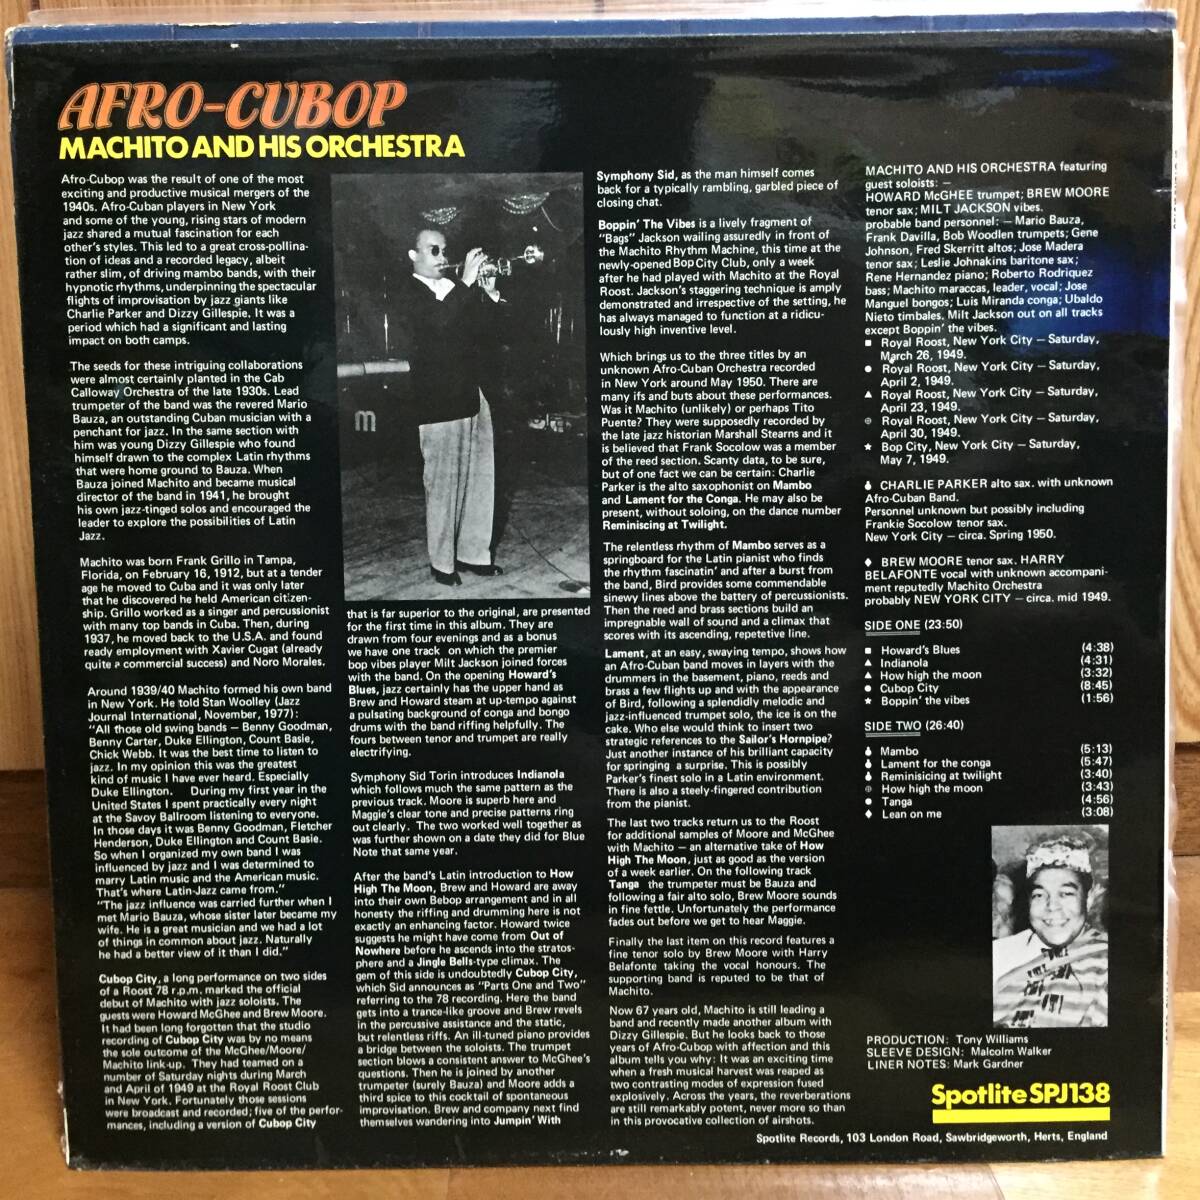 AFRO-CUBOP
MACHITO AND HIS ORCHESTRA
Afro-Cubop was the result of one of the most
exciting and productive musical mergers of the
1940s. Afro-Cuban players in New York
and some of the young, rising stars of modern
jazz shared a mutual fascination for each
other's styles. This led to a great cross-pollina-
tion of ideas and a recorded legacy, albeit
rather slim, of driving mambo bands, with their
hypnotic rhythms, underpinning the spectacular
flights of improvisation by jazz giants like
Charlie Parker and Dizzy Gillespie. It was a
period which had a significant and lasting
impact on both camps.
The seeds for these intriguing collaborations
were almost certainly planted in the Cab
Calloway Orchestra of the late 1930s. Lead
trumpeter of the band was the revered Mario
Bauza, an outstanding Cuban musician with a
penchant for jazz. In the same section with
him was young Dizzy Gillespie who found
himself drawn to the complex Latin rhythms
that were home ground to Bauza. When
Bauza joined Machito and became musical
director of the band in 1941, he brought
his own jazz-tinged solos and encouraged the
leader to explore the possibilities of Latin
Jazz.
Machito was born Frank Grillo in Tampa,
Florida, on February 16, 1912, but at a tender
age he moved to Cuba and it was only later
that he discovered he held American citizen-
ship. Grillo worked as a singer and percussionist
with many top bands in Cuba. Then, during
1937, he moved back to the U.S.A. and found
ready employment with Xavier Cugat (already
quite a commercial success) and Noro Morales.
Around 1939/40 Machito formed his own band
in New York. He told Stan Woolley (Jazz
Journal International, November, 1977):
"All those old swing bands — Benny Goodman,
Benny Carter, Duke Ellington, Count Basie,
Chick Webb. It was the best time to listen to
jazz. In my opinion this was the greatest
kind of music I have ever heard. Especially
Duke Ellington. During my first year in the
United States I spent practically every night
at the Savoy Ballroom listening to everyone.
In those days it was Benny Goodman, Fletcher
Henderson, Duke Ellington and Count Basie.
So when I organized my own band I was
influenced by jazz and I was determined to
marry Latin music and the American music.
That's where Latin-Jazz came from."
"The jazz influence was carried further when I
met Mario Bauza, whose sister later became my
wife. He is a great musician and we had a lot
of things in common about jazz. Naturally
he had a better view of it than I did."
Cubop City, a long performance on two sides
of a Roost 78 r.p.m. marked the official
debut of Machito with jazz soloists. The
guests were Howard McGhee and Brew Moore.
It had been long forgotten that the studio
recording of Cubop City was by no means
the sole outcome of the McGhee/Moore/
Machito link-up. They had teamed on a
number of Saturday nights during March
and April of 1949 at the Royal Roost Club
in New York. Fortunately those sessions
were broadcast and recorded; five of the perfor-
mances, including a version of Cubop City
m
that is far superior to the original, are presented
for the first time in this album. They are
drawn from four evenings and as a bonus
we have one track on which the premier
bop vibes player Milt Jackson joined forces
with the band. On the opening Howard's
Blues, jazz certainly has the upper hand as
Brew and Howard steam at up-tempo against
a pulsating background of conga and bongo
drums with the band riffing helpfully. The
fours between tenor and trumpet are really
electrifying.
Symphony Sid Torin introduces Indianola
which follows much the same pattern as the
previous track. Moore is superb here and
Maggie's clear tone and precise patterns ring
out clearly. The two worked well together as
was further shown on a date they did for Blue
Note that same year.
After the band's Latin introduction to How
High The Moon, Brew and Howard are away
into their own Bebop arrangement and in all
honesty the riffing and drumming here is not
exactly an enhancing factor. Howard twice
suggests he might have come from Out of
Nowhere before he ascends into the stratos-
phere and a Jingle Bells-type climax. The
gem of this side is undoubtedly Cubop City,
which Sid announces as "Parts One and Two"
referring to the 78 recording. Here the band
gets into a trance-like groove and Brew revels
in the percussive assistance and the static,
but relentless riffs. An ill-tuned piano provides
a bridge between the soloists. The trumpet
section blows a consistent answer to McGhee's
questions. Then he is joined by another
trumpeter (surely Bauza) and Moore adds a
third spice to this cocktail of spontaneous
improvisation. Brew and company next find
themselves wandering into Jumpin' With
Symphony Sid, as the man himself comes
back for a typically rambling, garbled piece of
closing chat.
Boppin' The Vibes is a lively fragment of
"Bags" Jackson wailing assuredly in front of
the Machito Rhythm Machine, this time at the
newly-opened Bop City Club, only a week
after he had played with Machito at the Royal
Roost. Jackson's staggering technique is amply
demonstrated and irrespective of the setting, he
has always managed to function at a ridicu-
lously high inventive level.
Which brings us to the three titles by an
unknown Afro-Cuban Orchestra recorded
in New York around May 1950. There are
many ifs and buts about these performances.
Was it Machito (unlikely) or perhaps Tito
Puente? They were supposedly recorded by
the late jazz historian Marshall Stearns and it
is believed that Frank Socolow was a member
of the reed section. Scanty data, to be sure,
but of one fact we can be certain: Charlie
Parker is the alto saxophonist on Mambo
and Lament for the Conga. He may also be
present, without soloing, on the dance number
Reminiscing at Twilight.
The relentless rhythm of Mambo serves as a
springboard for the Latin pianist who finds
the rhythm fascinatin' and after a burst from
the band, Bird provides some commendable
sinewy lines above the battery of percussionists.
Then the reed and brass sections build an
impregnable wall of sound and a climax that
scores with its ascending, repetetive line.
Lament, at an easy, swaying tempo, shows how
an Afro-Cuban band moves in layers with the
drummers in the basement, piano, reeds and
brass a few flights up and with the appearance
of Bird, following a splendidly melodic and
jazz-influenced trumpet solo, the ice is on the
cake. Who else would think to insert two
strategic references to the Sailor's Hornpipe?
Just another instance of his brilliant capacity
for springing a surprise. This is possibly
Parker's finest solo in a Latin environment.
There is also a steely-fingered contribution
from the pianist.
The last two tracks return us to the Roost
for additional samples of Moore and McGhee
with Machito — an alternative take of How
High The Moon, just as good as the version
of a week earlier. On the following track
Tanga the trumpeter must be Bauza and
following a fair alto solo, Brew Moore sounds
in fine fettle. Unfortunately the performance
fades out before we get to hear Maggie.
Finally the last item on this record features a
fine tenor solo by Brew Moore with Harry
Belafonte taking the vocal honours. The
supporting band is reputed to be that of
Machito.
Now 67 years old, Machito is still leading a
band and recently made another album with
Dizzy Gillespie. But he looks back to those
years of Afro-Cubop with affection and this
album tells you why: It was an exciting time
when a fresh musical harvest was reaped as
two contrasting modes of expression fused
explosively. Across the years, the reverberations
are still remarkably potent, never more so than
in this provocative collection of airshots.
MACHITO AND HIS ORCHESTRA featuring
guest soloists: —
HOWARD McGHEE trumpet; BREW MOORE
tenor sax; MILT JACKSON vibes.
probable band personnel: — Mario Bauza,
Frank Davilla, Bob Woodlen trumpets; Gene
Johnson, Fred Skerritt altos; Jose Madera
tenor sax; Leslie Johnakins baritone sax;
Rene Hernandez piano; Roberto Rodriquez
bass; Machito maraccas, leader, vocal; Jose
Manguel bongos; Luis Miranda conga; Ubaldo
Nieto timbales. Milt Jackson out on all tracks
except Boppin' the vibes.
■ Royal Roost, New York City — Saturday,
March 26, 1949.
● Royal Roost, New York City — Saturday,
April 2, 1949.
▲ Royal Roost, New York City — Saturday,
April 23, 1949.
⊕ Royal Roost, New York City — Saturday,
April 30, 1949.
★ Bop City, New York City — Saturday,
May 7, 1949.
CHARLIE PARKER alto sax. with unknown
Afro-Cuban Band.
Personnel unknown but possibly including
Frankie Socolow tenor sax.
New York City — circa. Spring 1950.
♦ BREW MOORE tenor sax. HARRY
BELAFONTE vocal with unknown accompani-
ment reputedly Machito Orchestra
probably NEW YORK CITY — circa. mid 1949.
SIDE ONE (23:50)
■ Howard's Blues (4:38)
▲ Indianola (4:31)
▲ How high the moon (3:32)
● Cubop City (8:45)
★ Boppin' the vibes (1:56)
SIDE TWO (26:40)
Mambo (5:13)
Lament for the conga (5:47)
Reminisicing at twilight (3:40)
⊕ How high the moon (3:43)
● Tanga (4:56)
♦ Lean on me (3:08)
PRODUCTION: Tony Williams
SLEEVE DESIGN: Malcolm Walker
LINER NOTES: Mark Gardner
Spotlite SPJ138
Spotlite Records, 103 London Road, Sawbridgeworth, Herts, England